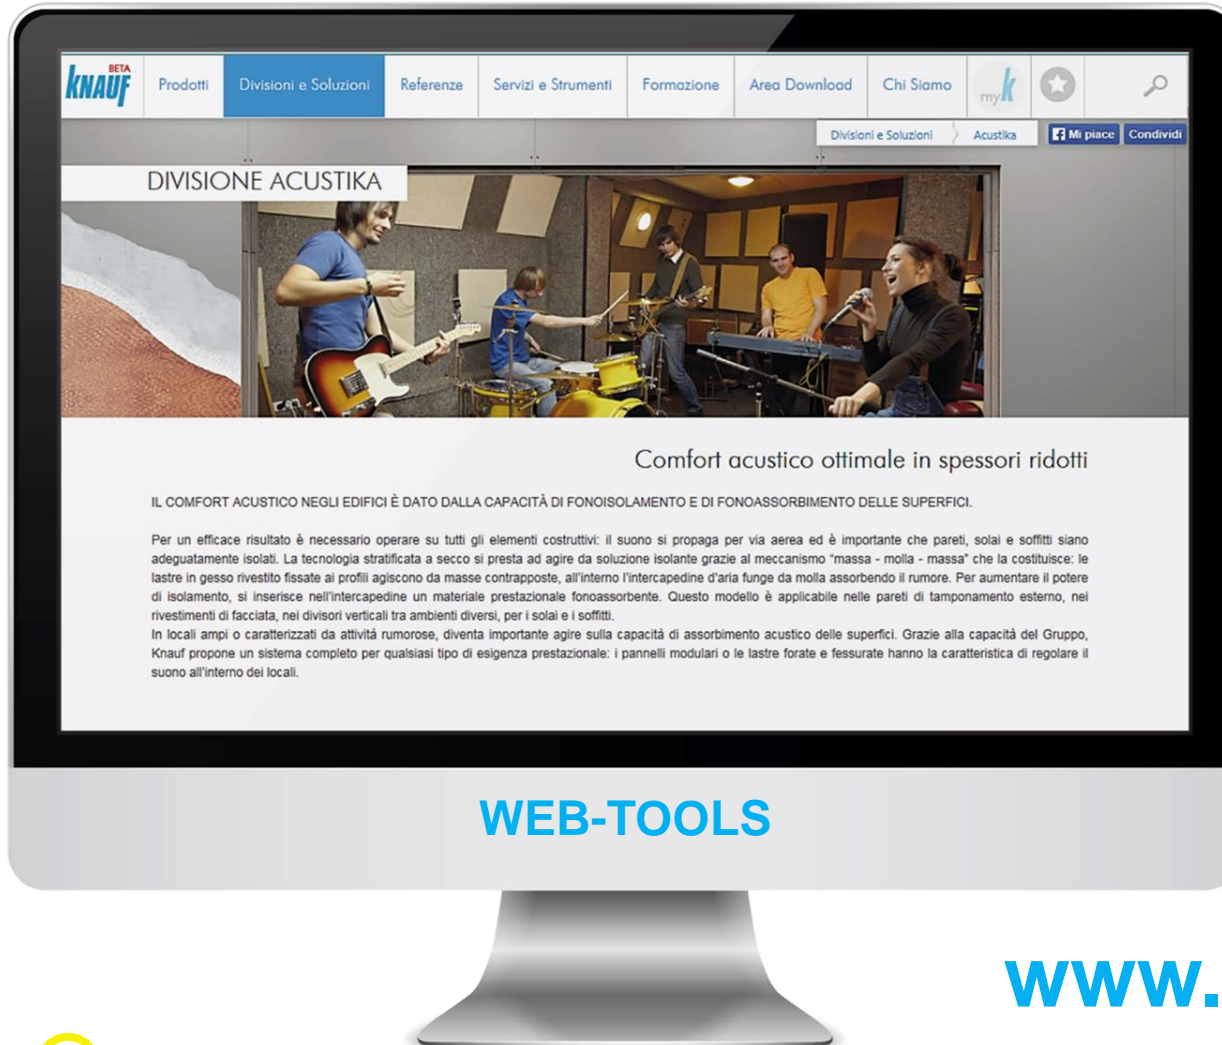 BETA
KNAUF
Prodotti
Divisioni e Soluzioni
Referenze
Servizi e Strumenti
Formazione
Area Download
Chi Siamo
myk
Divisioni e Soluzioni
Acustika
Mi piace
Condividi
DIVISIONE ACUSTIKA
Comfort acustico ottimale in spessori ridotti
IL COMFORT ACUSTICO NEGLI EDIFICI È DATO DALLA CAPACITÀ DI FONOISOLAMENTO E DI FONOASSORBIMENTO DELLE SUPERFICI.
Per un efficace risultato è necessario operare su tutti gli elementi costruttivi: il suono si propaga per via aerea ed è importante che pareti, solai e soffitti siano
adeguatamente isolati. La tecnologia stratificata a secco si presta ad agire da soluzione isolante grazie al meccanismo “massa - molla - massa” che la costituisce: le
lastre in gesso rivestito fissate ai profili agiscono da masse contrapposte, all'interno l'intercapedine d'aria funge da molla assorbendo il rumore. Per aumentare il potere
di isolamento, si inserisce nell'intercapedine un materiale prestazionale fonoassorbente. Questo modello è applicabile nelle pareti di tamponamento esterno, nei
rivestimenti di facciata, nei divisori verticali tra ambienti diversi, per i solai e i soffitti.
In locali ampi o caratterizzati da attività rumorose, diventa importante agire sulla capacità di assorbimento acustico delle superfici. Grazie alla capacità del Gruppo,
Knauf propone un sistema completo per qualsiasi tipo di esigenza prestazionale: i pannelli modulari o le lastre forate e fessurate hanno la caratteristica di regolare il
suono all'interno dei locali.
WEB-TOOLS
www.